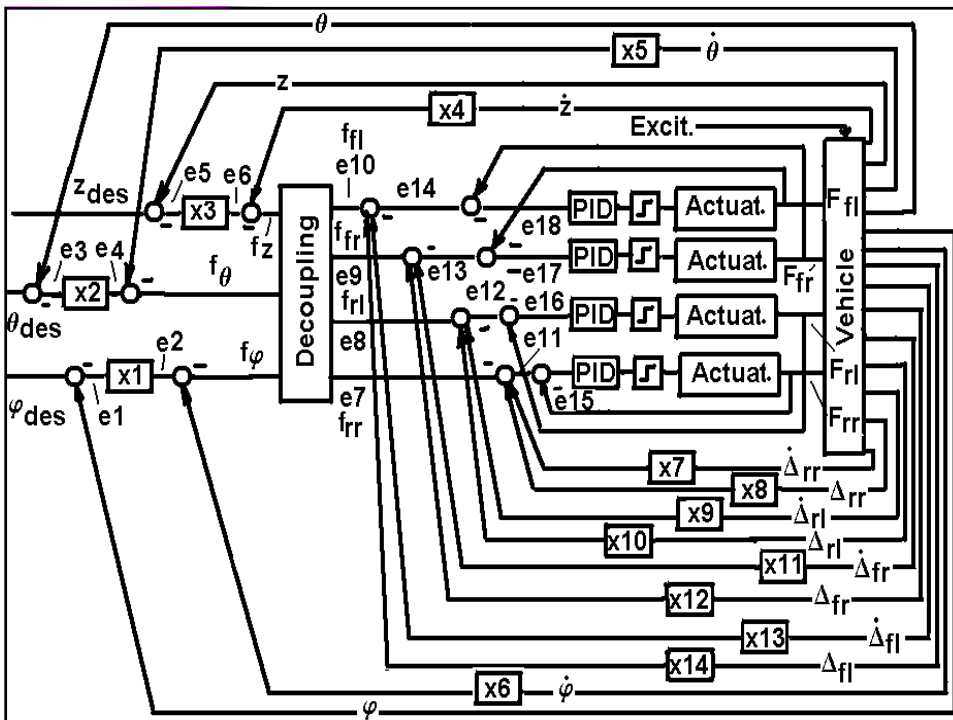 θ
x5 θ̇
z
x4 ż
Excit.
f_fl
e10
z_des e5 e6 e14
x3 PID Actuat. F_fl
f_z f_fr e18
e3 e4 f_θ PID Actuat.
x2 e9 e13 e17 F_fr
θ_des f_rl e12 e16
Decoupling
Vehicle
e8 PID Actuat.
e2 f_φ e11 F_rl
x1 PID Actuat.
φ_des e1 e7 e15 F_rr
f_rr
x7 Δ̇_rr
x8 Δ_rr
x9 Δ̇_rl
x10 Δ_rl
x11 Δ̇_fr
x12 Δ_fr
x13 Δ̇_fl
x14 Δ_fl
x6 φ̇
φ